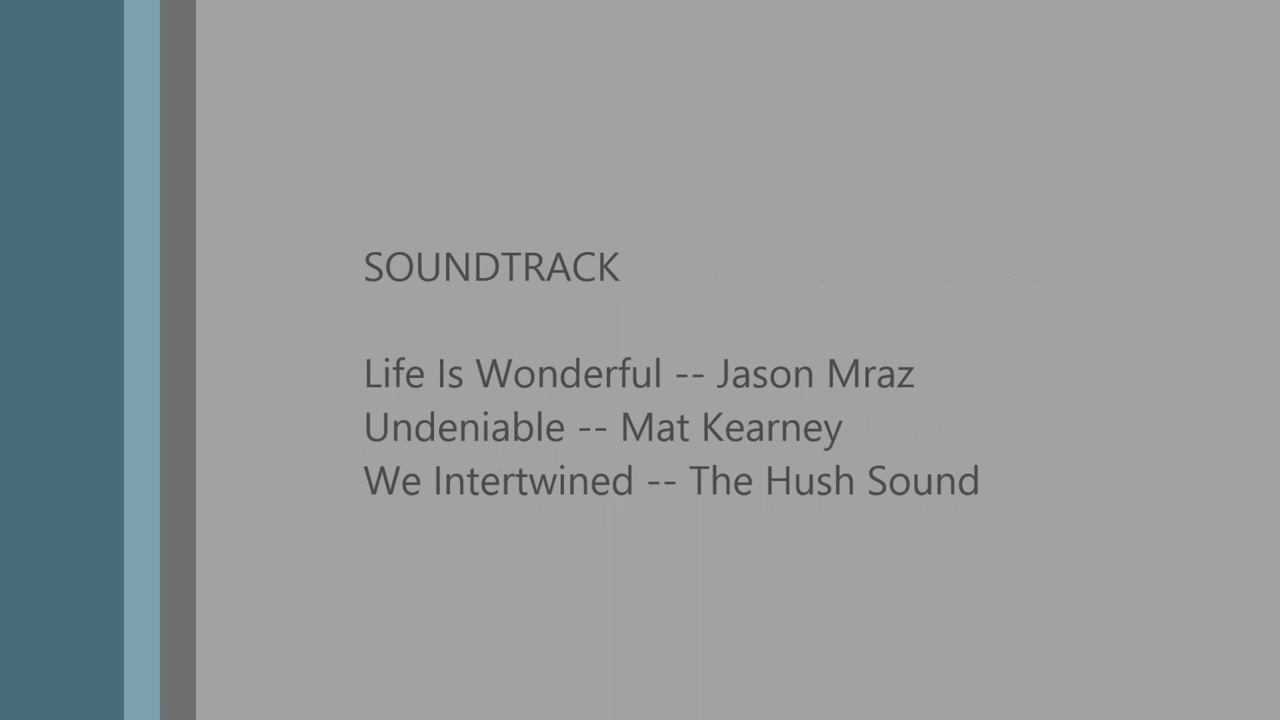 SOUNDTRACK
Life Is Wonderful -- Jason Mraz
Undeniable -- Mat Kearney
We Intertwined -- The Hush Sound